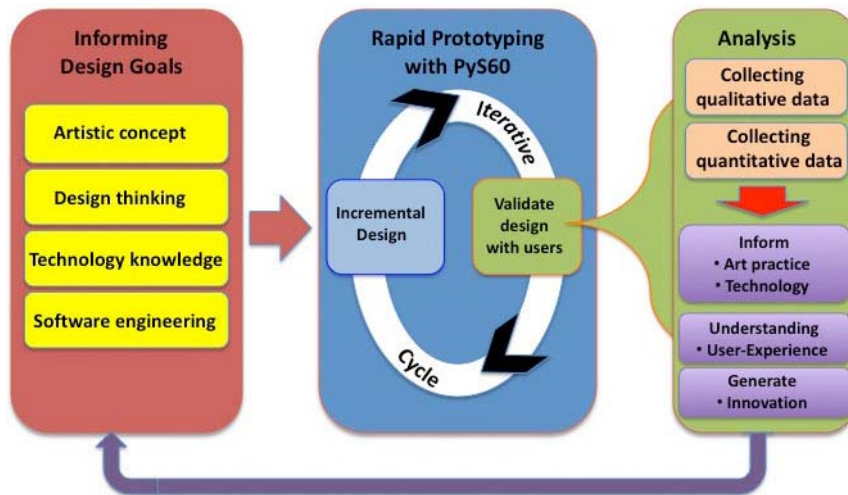 Informing
Design Goals
Artistic concept
Design thinking
Technology knowledge
Software engineering
Rapid Prototyping
with PyS60
Iterative
Incremental
Design
Validate
design
with users
Cycle
Analysis
Collecting
qualitative data
Collecting
quantitative data
Inform
• Art practice
• Technology
Understanding
• User-Experience
Generate
• Innovation